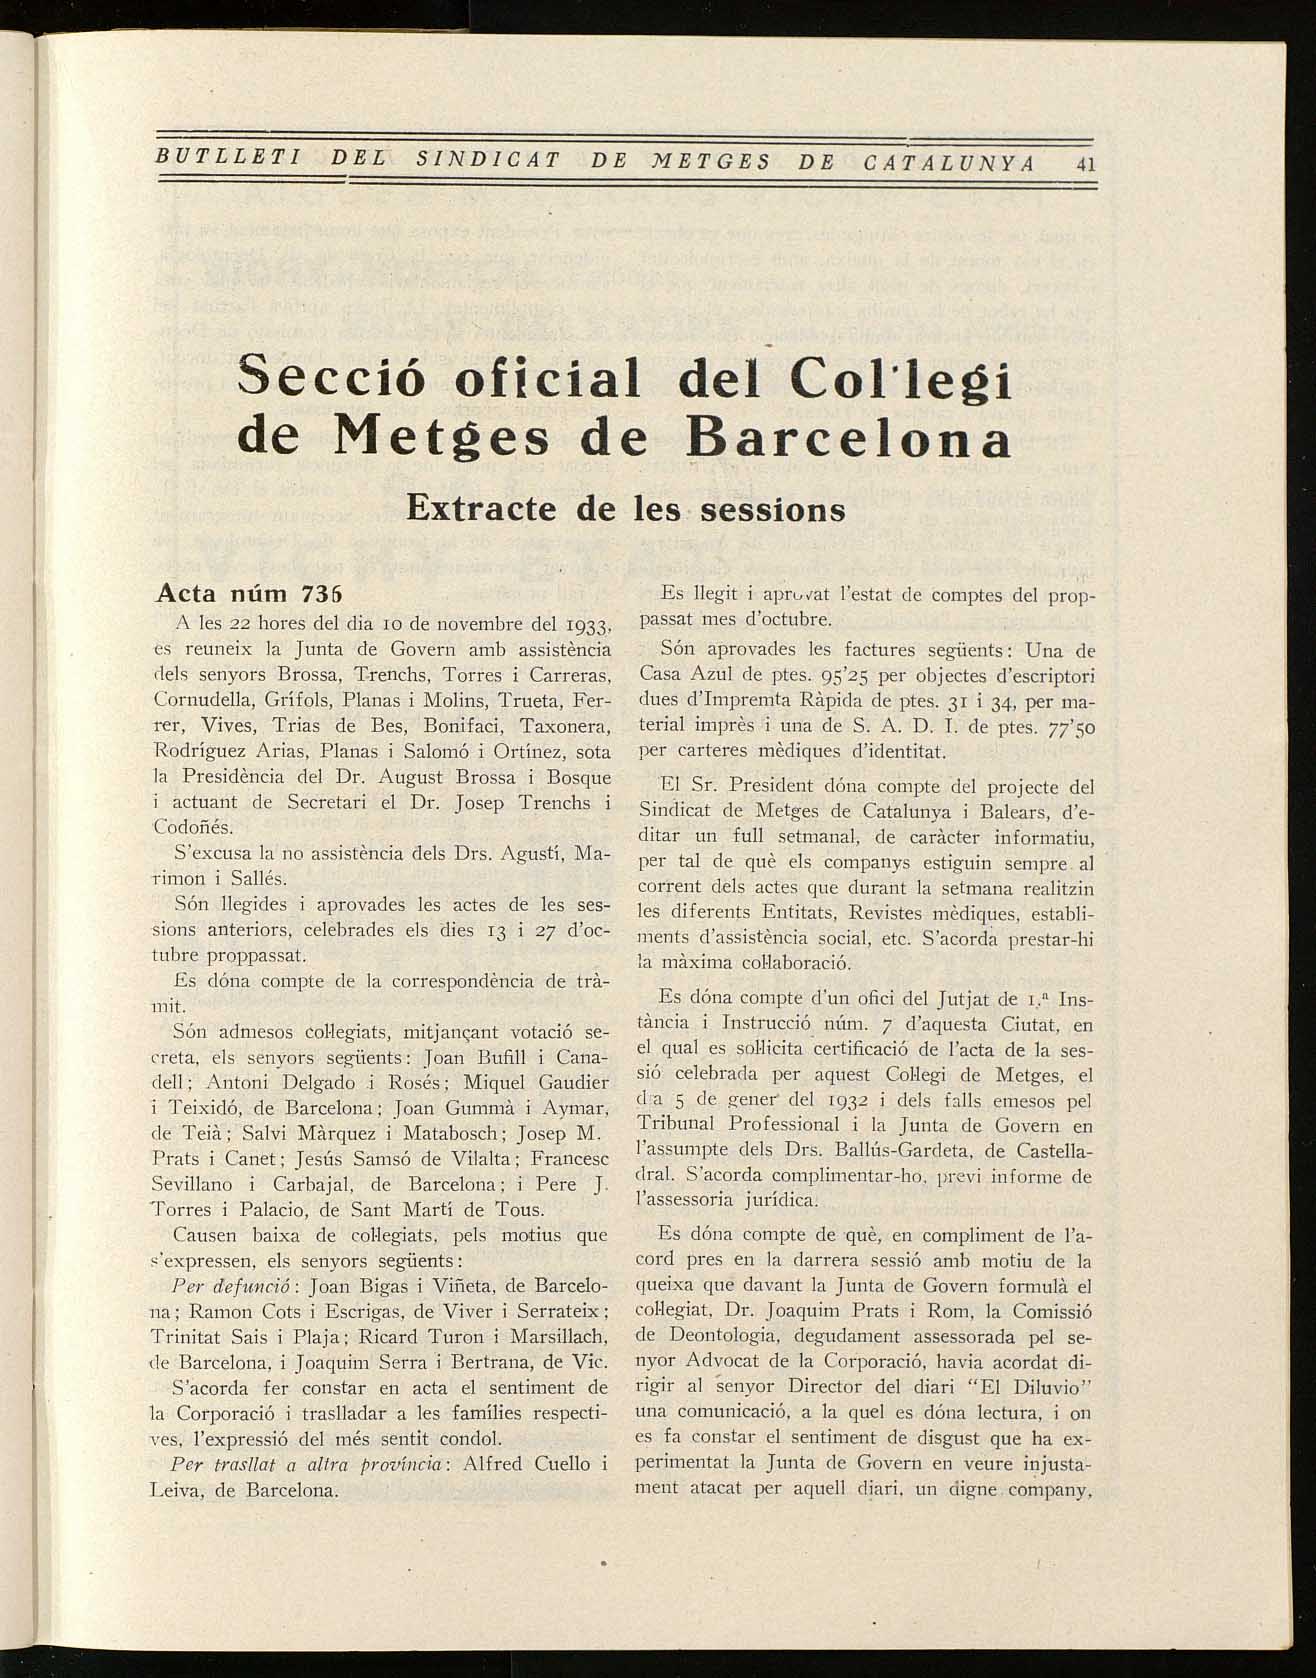 BUTLLETI DEL SINDICAT DE METGES DE CATALUNYA 41
Secció oficial del Col·legi
de Metges de Barcelona
Extracte de les sessions
Acta núm 736
A les 22 hores del dia 10 de novembre del 1933,
es reuneix la Junta de Govern amb assistència
dels senyors Brossa, Trenchs, Torres i Carreras,
Cornudella, Grífols, Planas i Molins, Trueta, Fer-
rer, Vives, Trias de Bes, Bonifaci, Taxonera,
Rodríguez Arias, Planas i Salomó i Ortínez, sota
la Presidència del Dr. August Brossa i Bosque
i actuant de Secretari el Dr. Josep Trenchs i
Codoñés.
S'excusa la no assistència dels Drs. Agustí, Ma-
rimon i Sallés.
Són llegides i aprovades les actes de les ses-
sions anteriors, celebrades els dies 13 i 27 d'oc-
tubre proppassat.
Es dóna compte de la correspondència de trà-
mit.
Són admesos col·legiats, mitjançant votació se-
creta, els senyors següents: Joan Bufill i Cana-
dell; Antoni Delgado i Rosés; Miquel Gaudier
i Teixidó, de Barcelona; Joan Gummà i Aymar,
de Teià; Salvi Màrquez i Matabosch; Josep M.
Prats i Canet; Jesús Samsó de Vilalta; Francesc
Sevillano i Carbajal, de Barcelona; i Pere J.
Torres i Palacio, de Sant Martí de Tous.
Causen baixa de col·legiats, pels motius que
s'expressen, els senyors següents:
Per defunció: Joan Bigas i Viñeta, de Barcelo-
na; Ramon Cots i Escrigas, de Viver i Serrateix;
Trinitat Sais i Plaja; Ricard Turon i Marsillach,
de Barcelona, i Joaquim Serra i Bertrana, de Vic.
S'acorda fer constar en acta el sentiment de
la Corporació i traslladar a les famílies respecti-
ves, l'expressió del més sentit condol.
Per trasllat a altra província: Alfred Cuello i
Leiva, de Barcelona.
Es llegit i aprovat l'estat de comptes del prop-
passat mes d'octubre.
Són aprovades les factures següents: Una de
Casa Azul de ptes. 95'25 per objectes d'escriptori
dues d'Impremta Ràpida de ptes. 31 i 34, per ma-
terial imprès i una de S. A. D. I. de ptes. 77'50
per carteres mèdiques d'identitat.
El Sr. President dóna compte del projecte del
Sindicat de Metges de Catalunya i Balears, d'e-
ditar un full setmanal, de caràcter informatiu,
per tal de què els companys estiguin sempre al
corrent dels actes que durant la setmana realitzin
les diferents Entitats, Revistes mèdiques, establi-
ments d'assistència social, etc. S'acorda prestar-hi
la màxima col·laboració.
Es dóna compte d'un ofici del Jutjat de 1.ª Ins-
tància i Instrucció núm. 7 d'aquesta Ciutat, en
el qual es sol·licita certificació de l'acta de la ses-
sió celebrada per aquest Col·legi de Metges, el
dia 5 de gener del 1932 i dels falls emesos pel
Tribunal Professional i la Junta de Govern en
l'assumpte dels Drs. Ballús-Gardeta, de Castella-
dral. S'acorda complimentar-ho, previ informe de
l'assessoria jurídica.
Es dóna compte de què, en compliment de l'a-
cord pres en la darrera sessió amb motiu de la
queixa que davant la Junta de Govern formulà el
col·legiat, Dr. Joaquim Prats i Rom, la Comissió
de Deontologia, degudament assessorada pel se-
nyor Advocat de la Corporació, havia acordat di-
rigir al senyor Director del diari "El Diluvio"
una comunicació, a la quel es dóna lectura, i on
es fa constar el sentiment de disgust que ha ex-
perimentat la Junta de Govern en veure injusta-
ment atacat per aquell diari, un digne company,